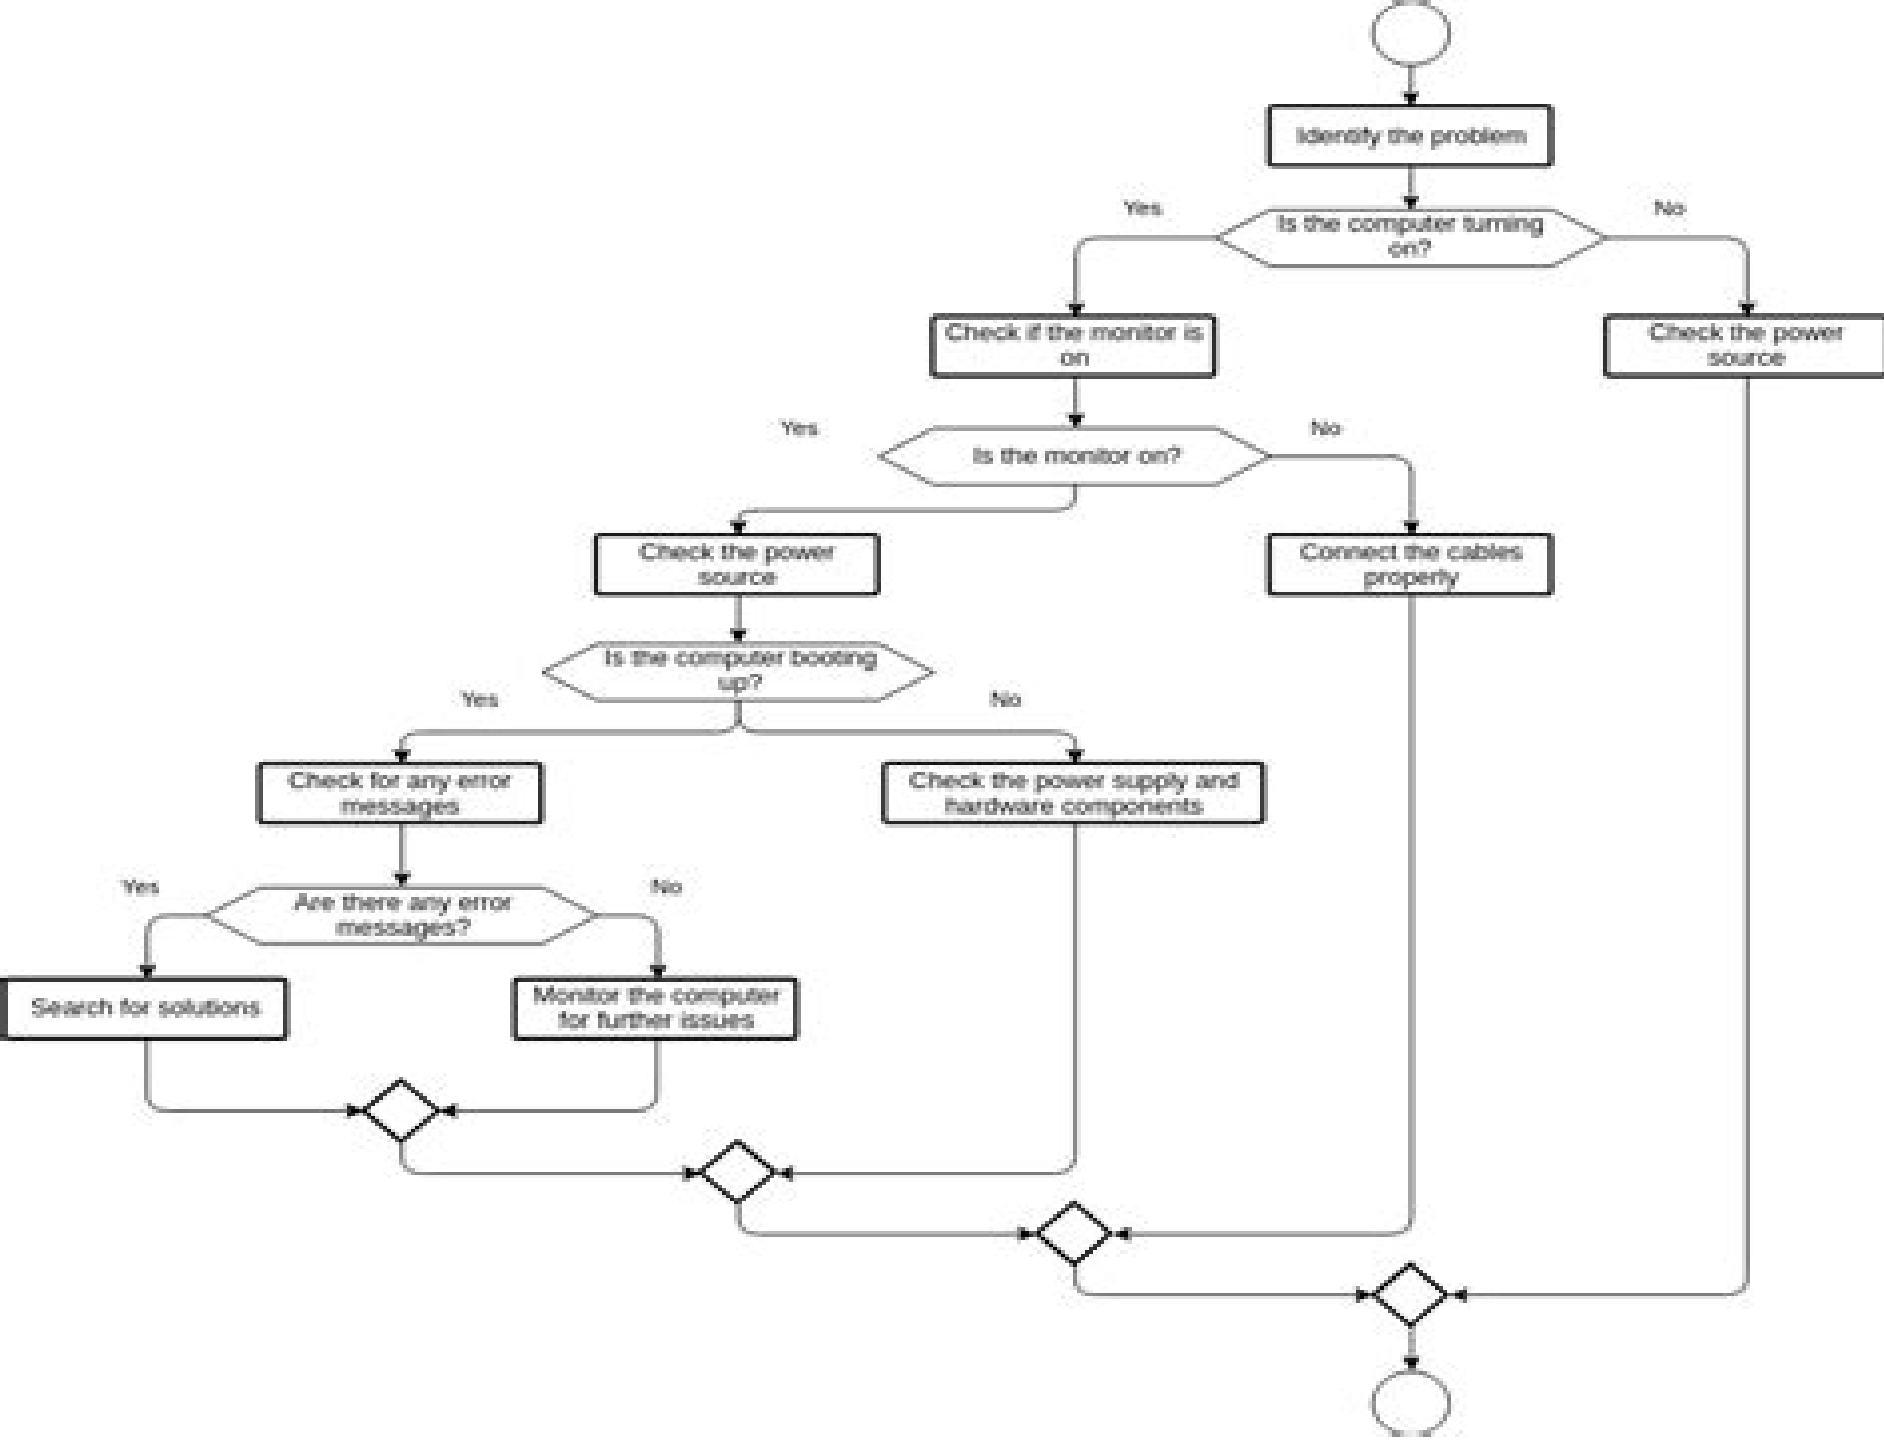 Identify the problem
Yes
No
Is the computer turning
on?
Check if the monitor is
on
Check the power
source
Yes
No
Is the monitor on?
Check the power
source
Connect the cables
properly
Is the computer booting
up?
Yes
No
Check for any error
messages
Check the power supply and
hardware components
Yes
No
Are there any error
messages?
Search for solutions
Monitor the computer
for further issues